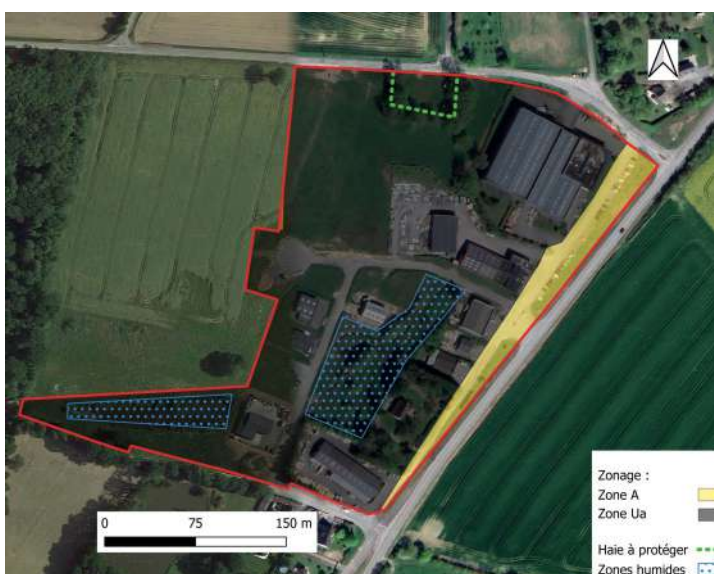 0 75 150 m
Zonage :
Zone A
Zone Ua
Haie à protéger
Zones humides